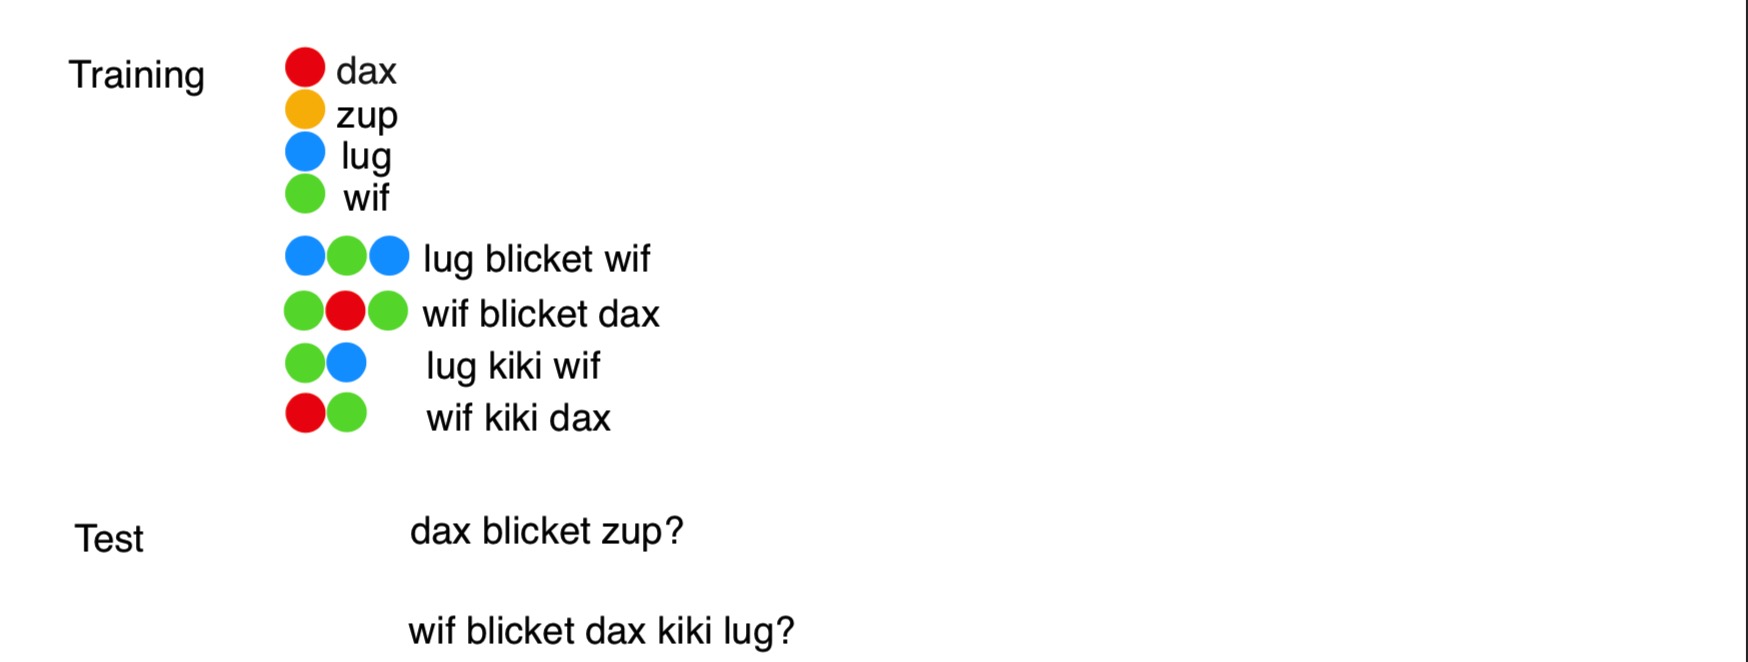 Training
dax
zup
lug
wif
lug blicket wif
wif blicket dax
lug kiki wif
wif kiki dax
Test
dax blicket zup?
wif blicket dax kiki lug?